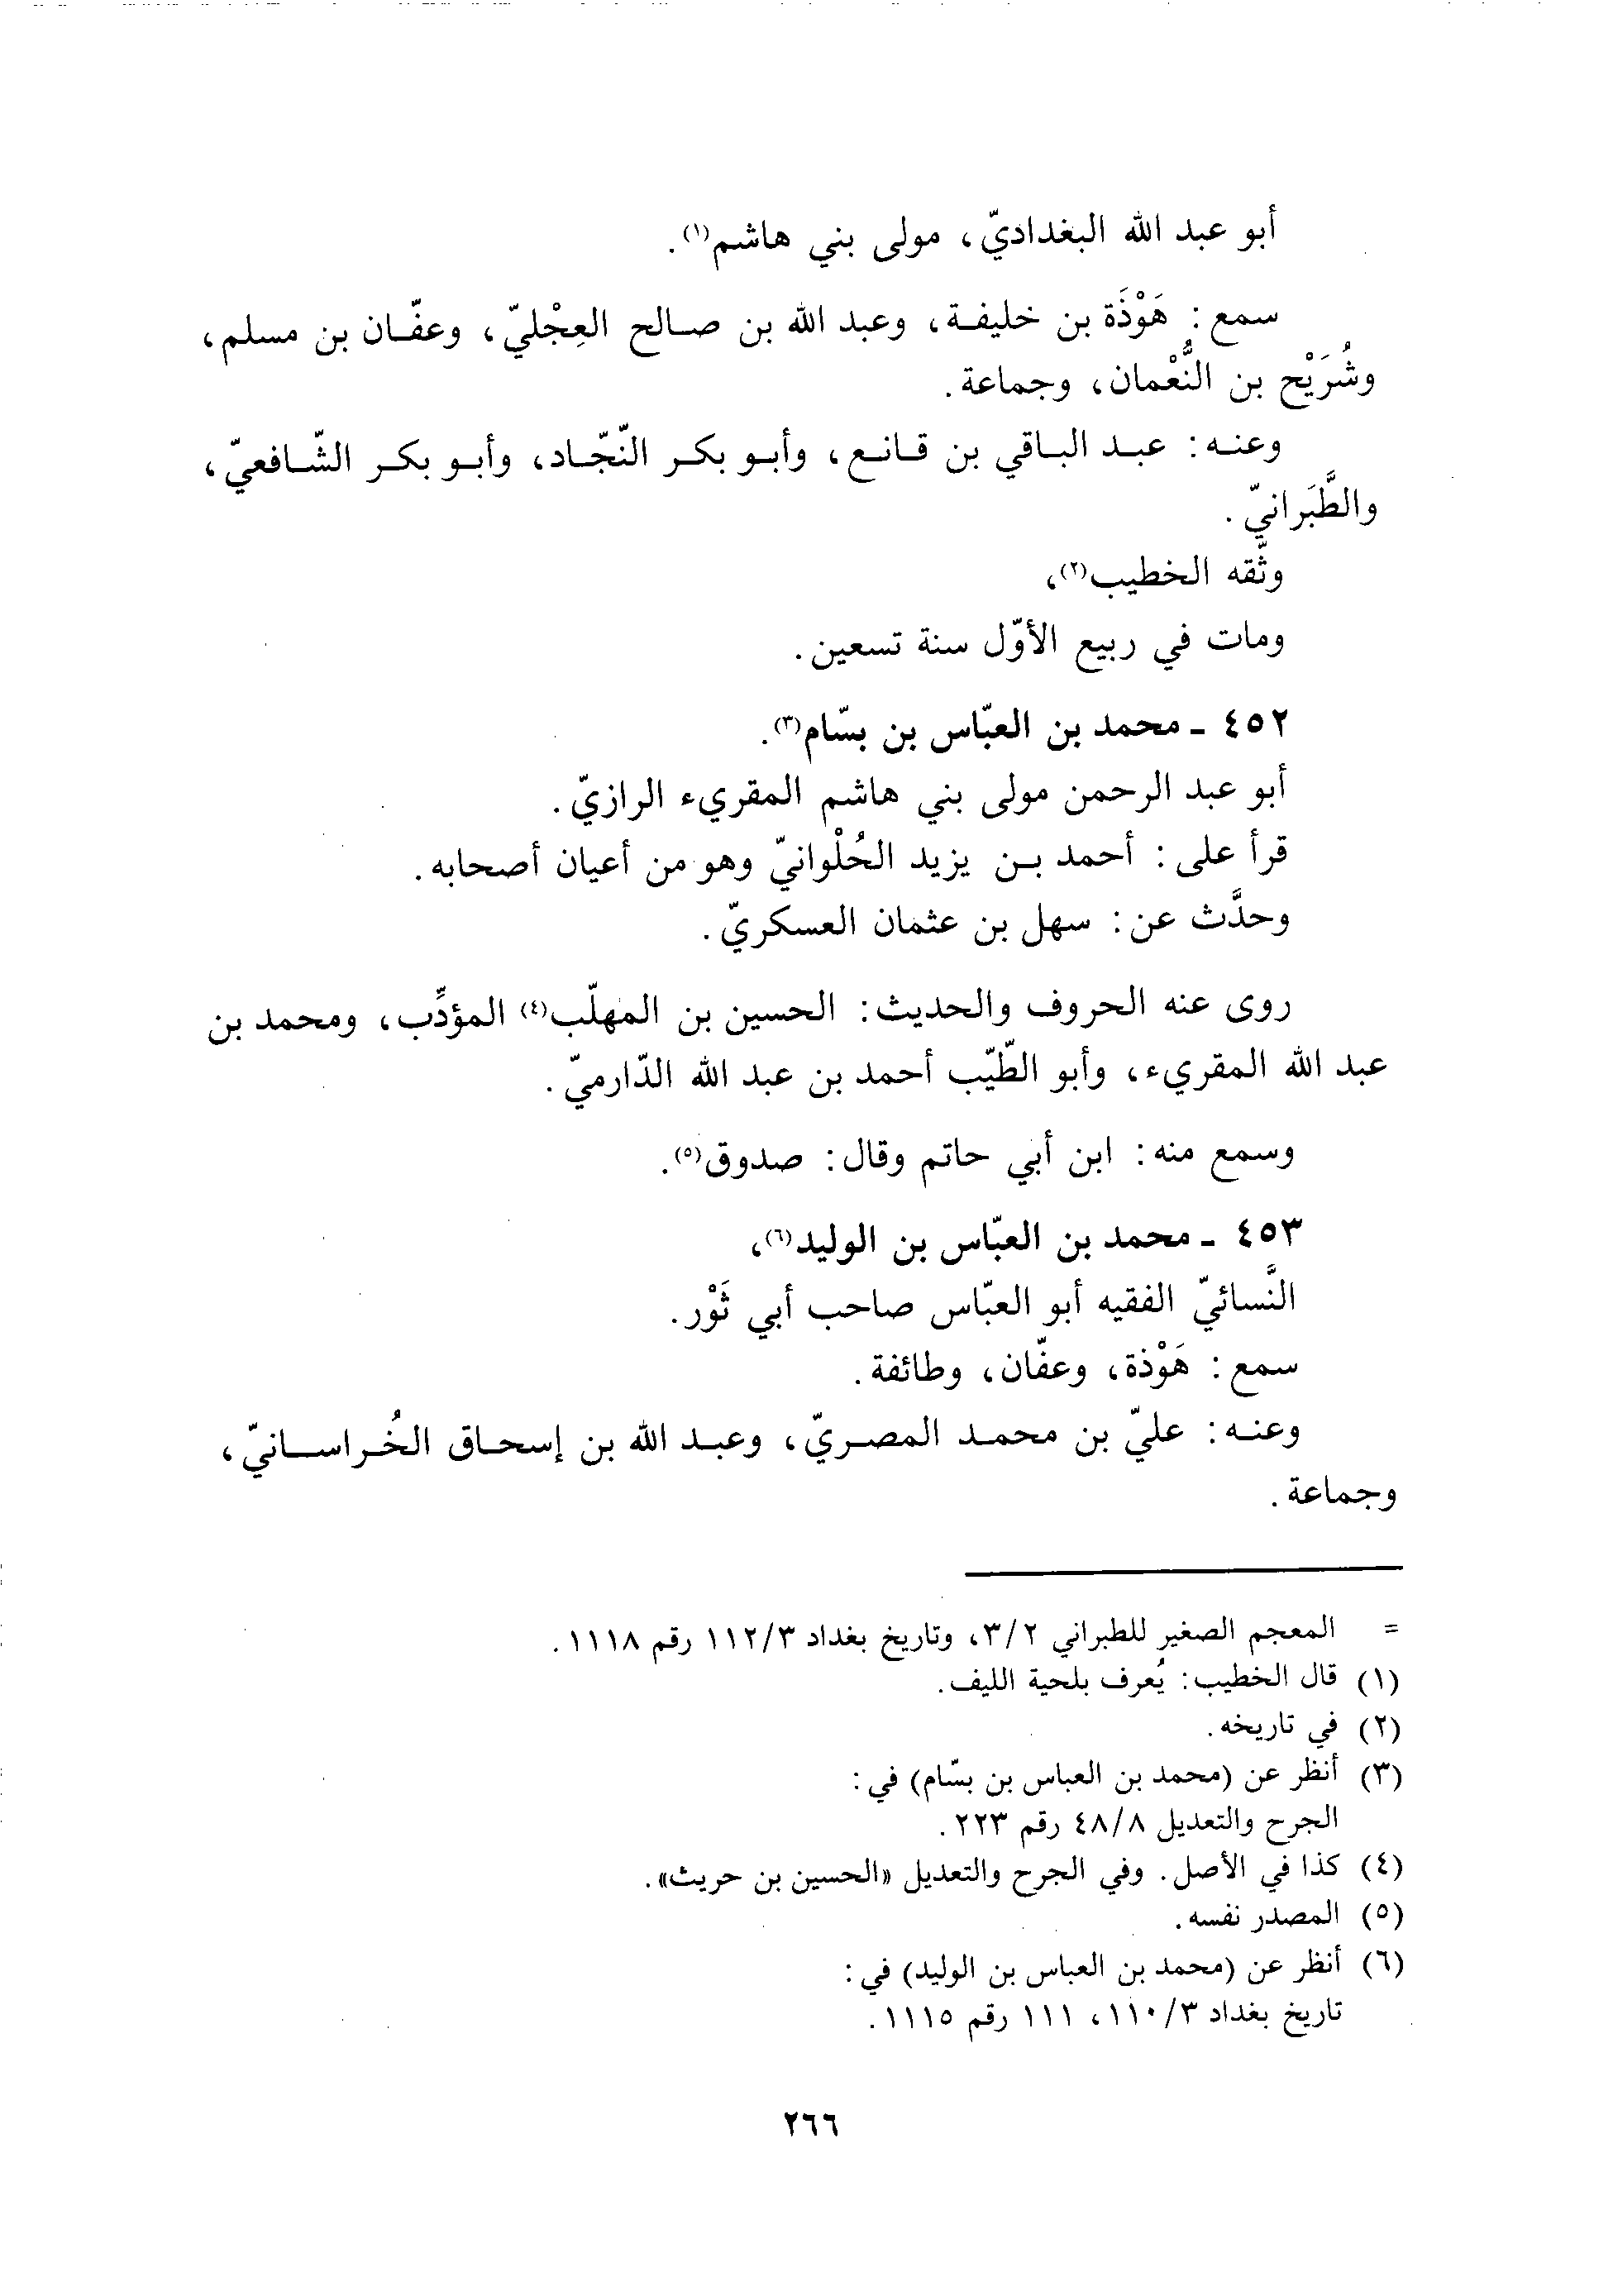 أبو عبد الله البغداديّ، مولى بني هاشم(١).
سمع: هَوْذَة بن خليفة، وعبد الله بن صالح العِجْليّ، وعفّان بن مسلم،
وشُرَيْح بن النُّعْمان، وجماعة.
وعنه: عبد الباقي بن قانع، وأبو بكر النّجّاد، وأبو بكر الشّافعيّ،
والطَّبَرانيّ.
وثّقه الخطيب(٢)،
ومات في ربيع الأوّل سنة تسعين.
٤٥٢ ـ محمد بن العبّاس بن بسّام(٣).
أبو عبد الرحمن مولى بني هاشم المقريء الرازيّ.
قرأ على: أحمد بن يزيد الحُلْوانيّ وهو من أعيان أصحابه.
وحدَّث عن: سهل بن عثمان العسكريّ.
روى عنه الحروف والحديث: الحسين بن المهلّب(٤) المؤدِّب، ومحمد بن
عبد الله المقريء، وأبو الطّيّب أحمد بن عبد الله الدّارميّ.
وسمع منه: ابن أبي حاتم وقال: صدوق(٥).
٤٥٣ ـ محمد بن العبّاس بن الوليد(٦)،
النَّسائيّ الفقيه أبو العبّاس صاحب أبي ثَوْر.
سمع: هَوْذة، وعفّان، وطائفة.
وعنه: عليّ بن محمد المصريّ، وعبد الله بن إسحاق الخُراسانيّ،
وجماعة.
= المعجم الصغير للطبراني ٣/٢، وتاريخ بغداد ١١٢/٣ رقم ١١١٨.
(١) قال الخطيب: يُعرف بلحية الليف.
(٢) في تاريخه.
(٣) أنظر عن (محمد بن العباس بن بسّام) في:
الجرح والتعديل ٤٨/٨ رقم ٢٢٣.
(٤) كذا في الأصل. وفي الجرح والتعديل «الحسين بن حريث».
(٥) المصدر نفسه.
(٦) أنظر عن (محمد بن العباس بن الوليد) في:
تاريخ بغداد ١١٠/٣، ١١١ رقم ١١١٥.
٢٦٦